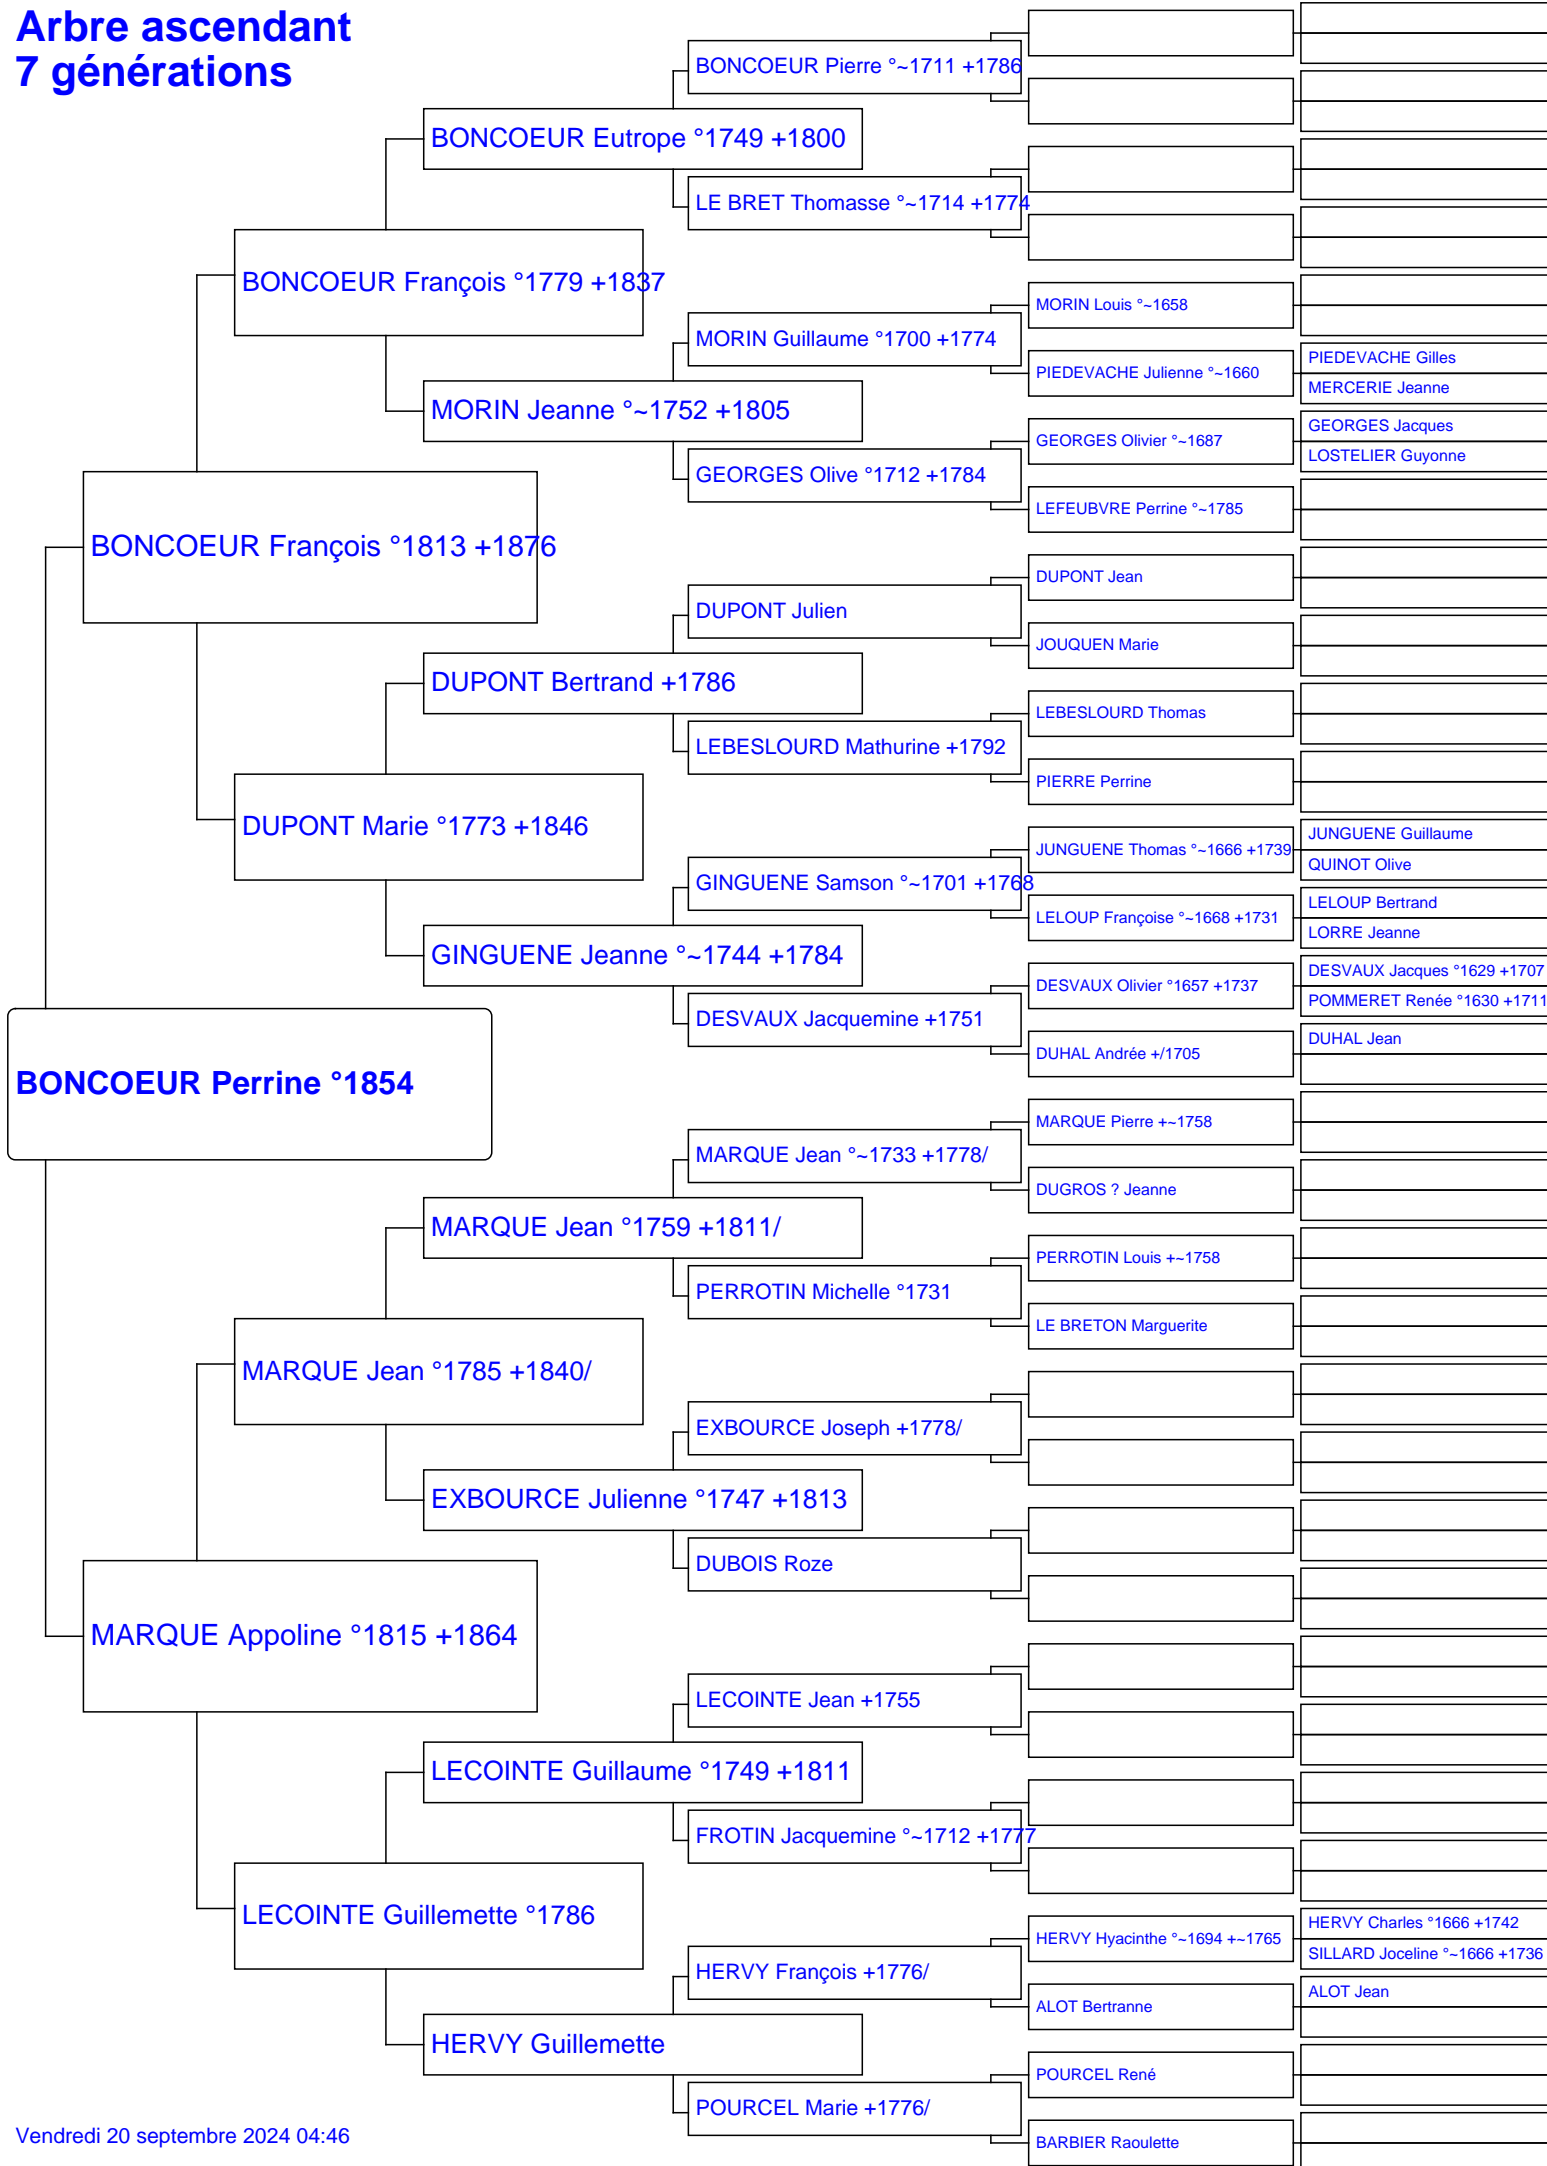 Arbre ascendant
7 générations
BONCOEUR Pierre °~1711 +1786
BONCOEUR Eutrope °1749 +1800
LE BRET Thomasse °~1714 +1774
BONCOEUR François °1779 +1837
MORIN Louis °~1658
MORIN Guillaume °1700 +1774
PIEDEVACHE Gilles
PIEDEVACHE Julienne °~1660
MERCERIE Jeanne
MORIN Jeanne °~1752 +1805
GEORGES Jacques
GEORGES Olivier °~1687
LOSTELIER Guyonne
GEORGES Olive °1712 +1784
LEFEUBVRE Perrine °~1785
BONCOEUR François °1813 +1876
DUPONT Jean
DUPONT Julien
JOUQUEN Marie
DUPONT Bertrand +1786
LEBESLOURD Thomas
LEBESLOURD Mathurine +1792
PIERRE Perrine
DUPONT Marie °1773 +1846
JUNGUENE Guillaume
JUNGUENE Thomas °~1666 +1739
QUINOT Olive
GINGUENE Samson °~1701 +1768
LELOUP Bertrand
LELOUP Françoise °~1668 +1731
LORRE Jeanne
GINGUENE Jeanne °~1744 +1784
DESVAUX Jacques °1629 +1707
DESVAUX Olivier °1657 +1737
POMMERET Renée °1630 +1711
DESVAUX Jacquemine +1751
DUHAL Jean
DUHAL Andrée +/1705
BONCOEUR Perrine °1854
MARQUE Pierre +~1758
MARQUE Jean °~1733 +1778/
DUGROS ? Jeanne
MARQUE Jean °1759 +1811/
PERROTIN Louis +~1758
PERROTIN Michelle °1731
LE BRETON Marguerite
MARQUE Jean °1785 +1840/
EXBOURCE Joseph +1778/
EXBOURCE Julienne °1747 +1813
DUBOIS Roze
MARQUE Appoline °1815 +1864
LECOINTE Jean +1755
LECOINTE Guillaume °1749 +1811
FROTIN Jacquemine °~1712 +1777
LECOINTE Guillemette °1786
HERVY Charles °1666 +1742
HERVY Hyacinthe °~1694 +~1765
SILLARD Joceline °~1666 +1736
HERVY François +1776/
ALOT Jean
ALOT Bertranne
HERVY Guillemette
POURCEL René
POURCEL Marie +1776/
BARBIER Raoulette
Vendredi 20 septembre 2024 04:46